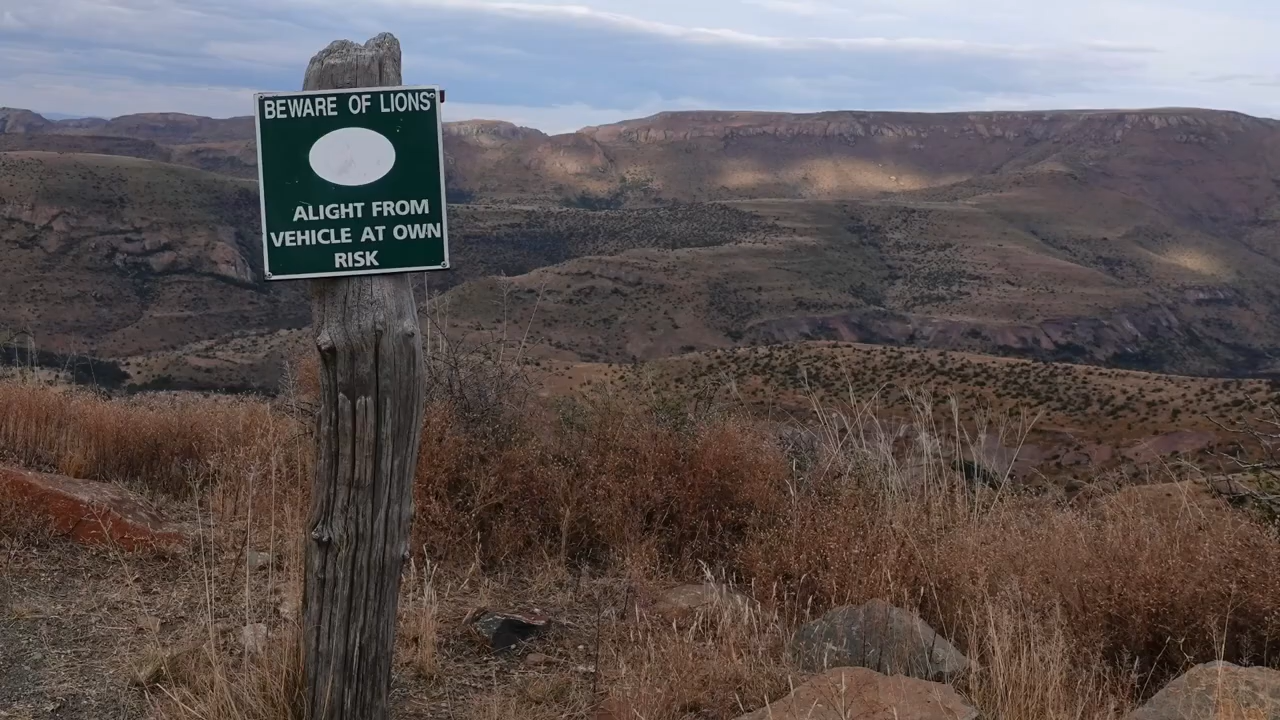 BEWARE OF LIONS
ALIGHT FROM
VEHICLE AT OWN
RISK